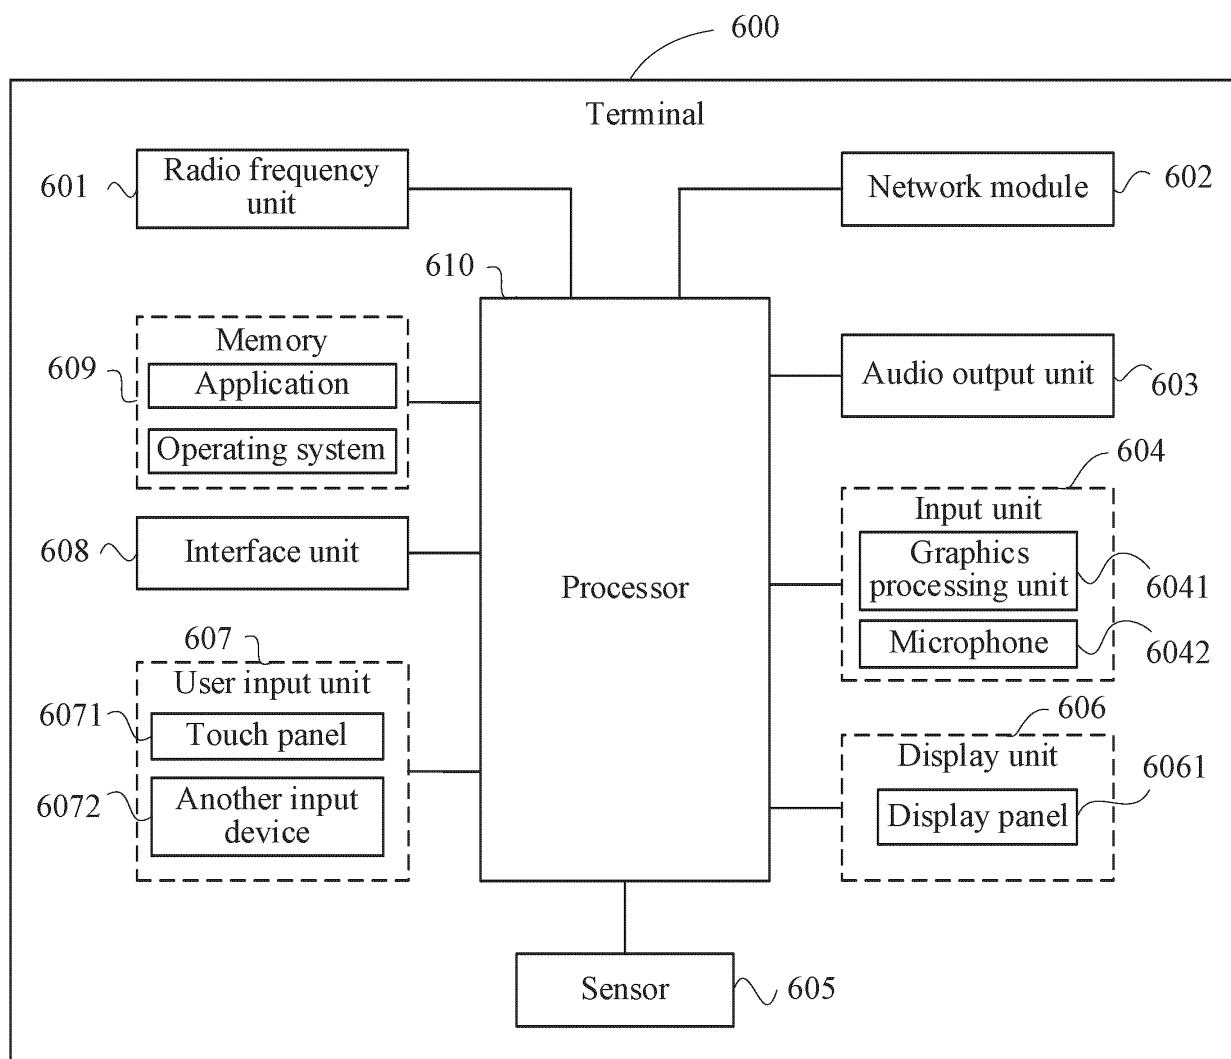 600
Terminal
601
Radio frequency
unit
Network module
602
610
609
Memory
Application
Operating system
Audio output unit
603
604
Input unit
Graphics
processing unit
6041
Microphone
6042
608
Interface unit
Processor
607
User input unit
6071
Touch panel
6072
Another input
device
606
Display unit
6061
Display panel
Sensor
605